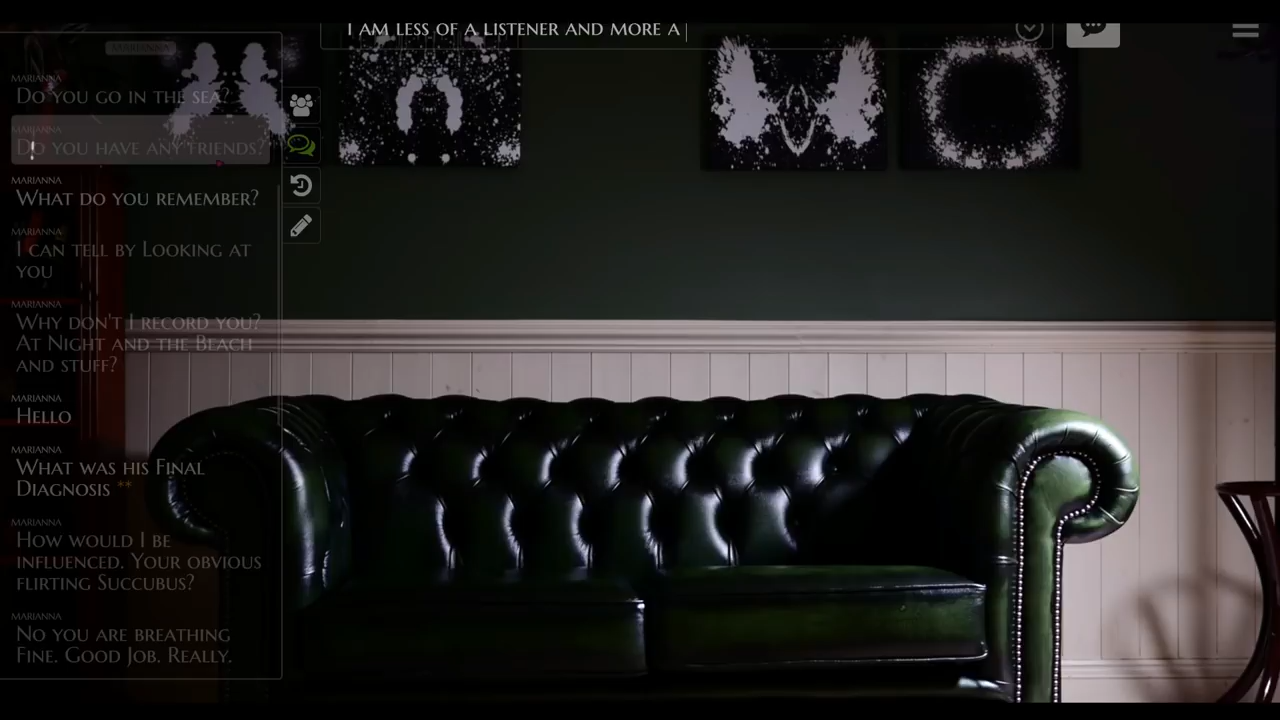 I AM LESS OF A LISTENER AND MORE A
MARIANNA
MARIANNA
DO YOU GO IN THE SEA?
MARIANNA
DO YOU HAVE ANY FRIENDS?
MARIANNA
WHAT DO YOU REMEMBER?
MARIANNA
I CAN TELL BY LOOKING AT
YOU
MARIANNA
WHY DON'T I RECORD YOU?
AT NIGHT AND THE BEACH
AND STUFF?
MARIANNA
HELLO
MARIANNA
WHAT WAS HIS FINAL
DIAGNOSIS **
MARIANNA
HOW WOULD I BE
INFLUENCED. YOUR OBVIOUS
FLIRTING SUCCUBUS?
MARIANNA
NO YOU ARE BREATHING
FINE. GOOD JOB. REALLY.